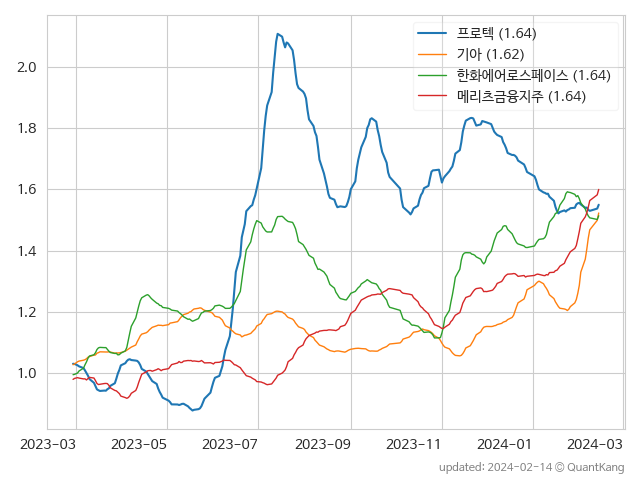 프로텍 (1.64)
기아 (1.62)
한화에어로스페이스 (1.64)
메리츠금융지주 (1.64)
2.0
1.8
1.6
1.4
1.2
1.0
2023-03 2023-05 2023-07 2023-09 2023-11 2024-01 2024-03
updated: 2024-02-14 © QuantKang